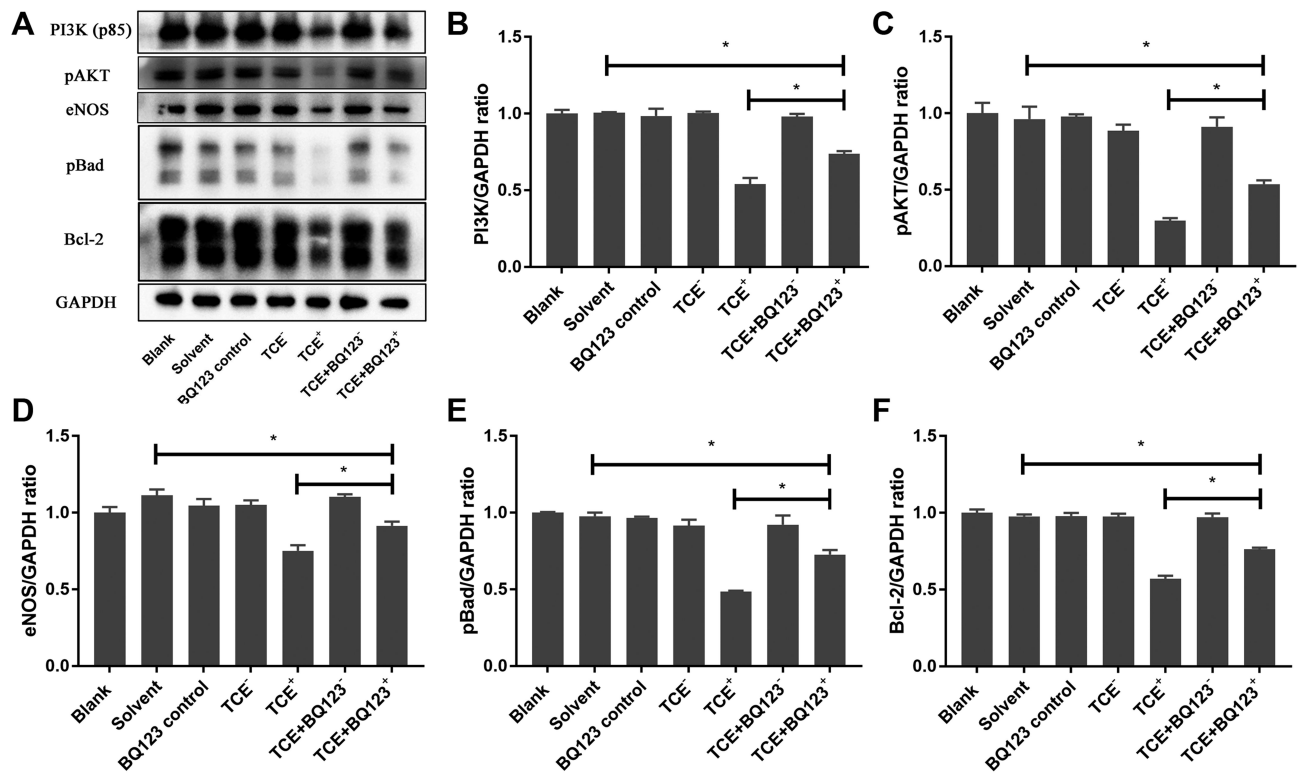 A
PI3K (p85)
pAKT
eNOS
pBad
Bcl-2
GAPDH
Blank
Solvent
BQ123 control
TCE⁻
TCE⁺
TCE+BQ123⁻
TCE+BQ123⁺
B
PI3K/GAPDH ratio
1.5
1.0
0.5
0.0
*
*
Blank
Solvent
BQ123 control
TCE⁻
TCE⁺
TCE+BQ123⁻
TCE+BQ123⁺
C
pAKT/GAPDH ratio
1.5
1.0
0.5
0.0
*
*
Blank
Solvent
BQ123 control
TCE⁻
TCE⁺
TCE+BQ123⁻
TCE+BQ123⁺
D
eNOS/GAPDH ratio
1.5
1.0
0.5
0.0
*
*
Blank
Solvent
BQ123 control
TCE⁻
TCE⁺
TCE+BQ123⁻
TCE+BQ123⁺
E
pBad/GAPDH ratio
1.5
1.0
0.5
0.0
*
*
Blank
Solvent
BQ123 control
TCE⁻
TCE⁺
TCE+BQ123⁻
TCE+BQ123⁺
F
Bcl-2/GAPDH ratio
1.5
1.0
0.5
0.0
*
*
Blank
Solvent
BQ123 control
TCE⁻
TCE⁺
TCE+BQ123⁻
TCE+BQ123⁺